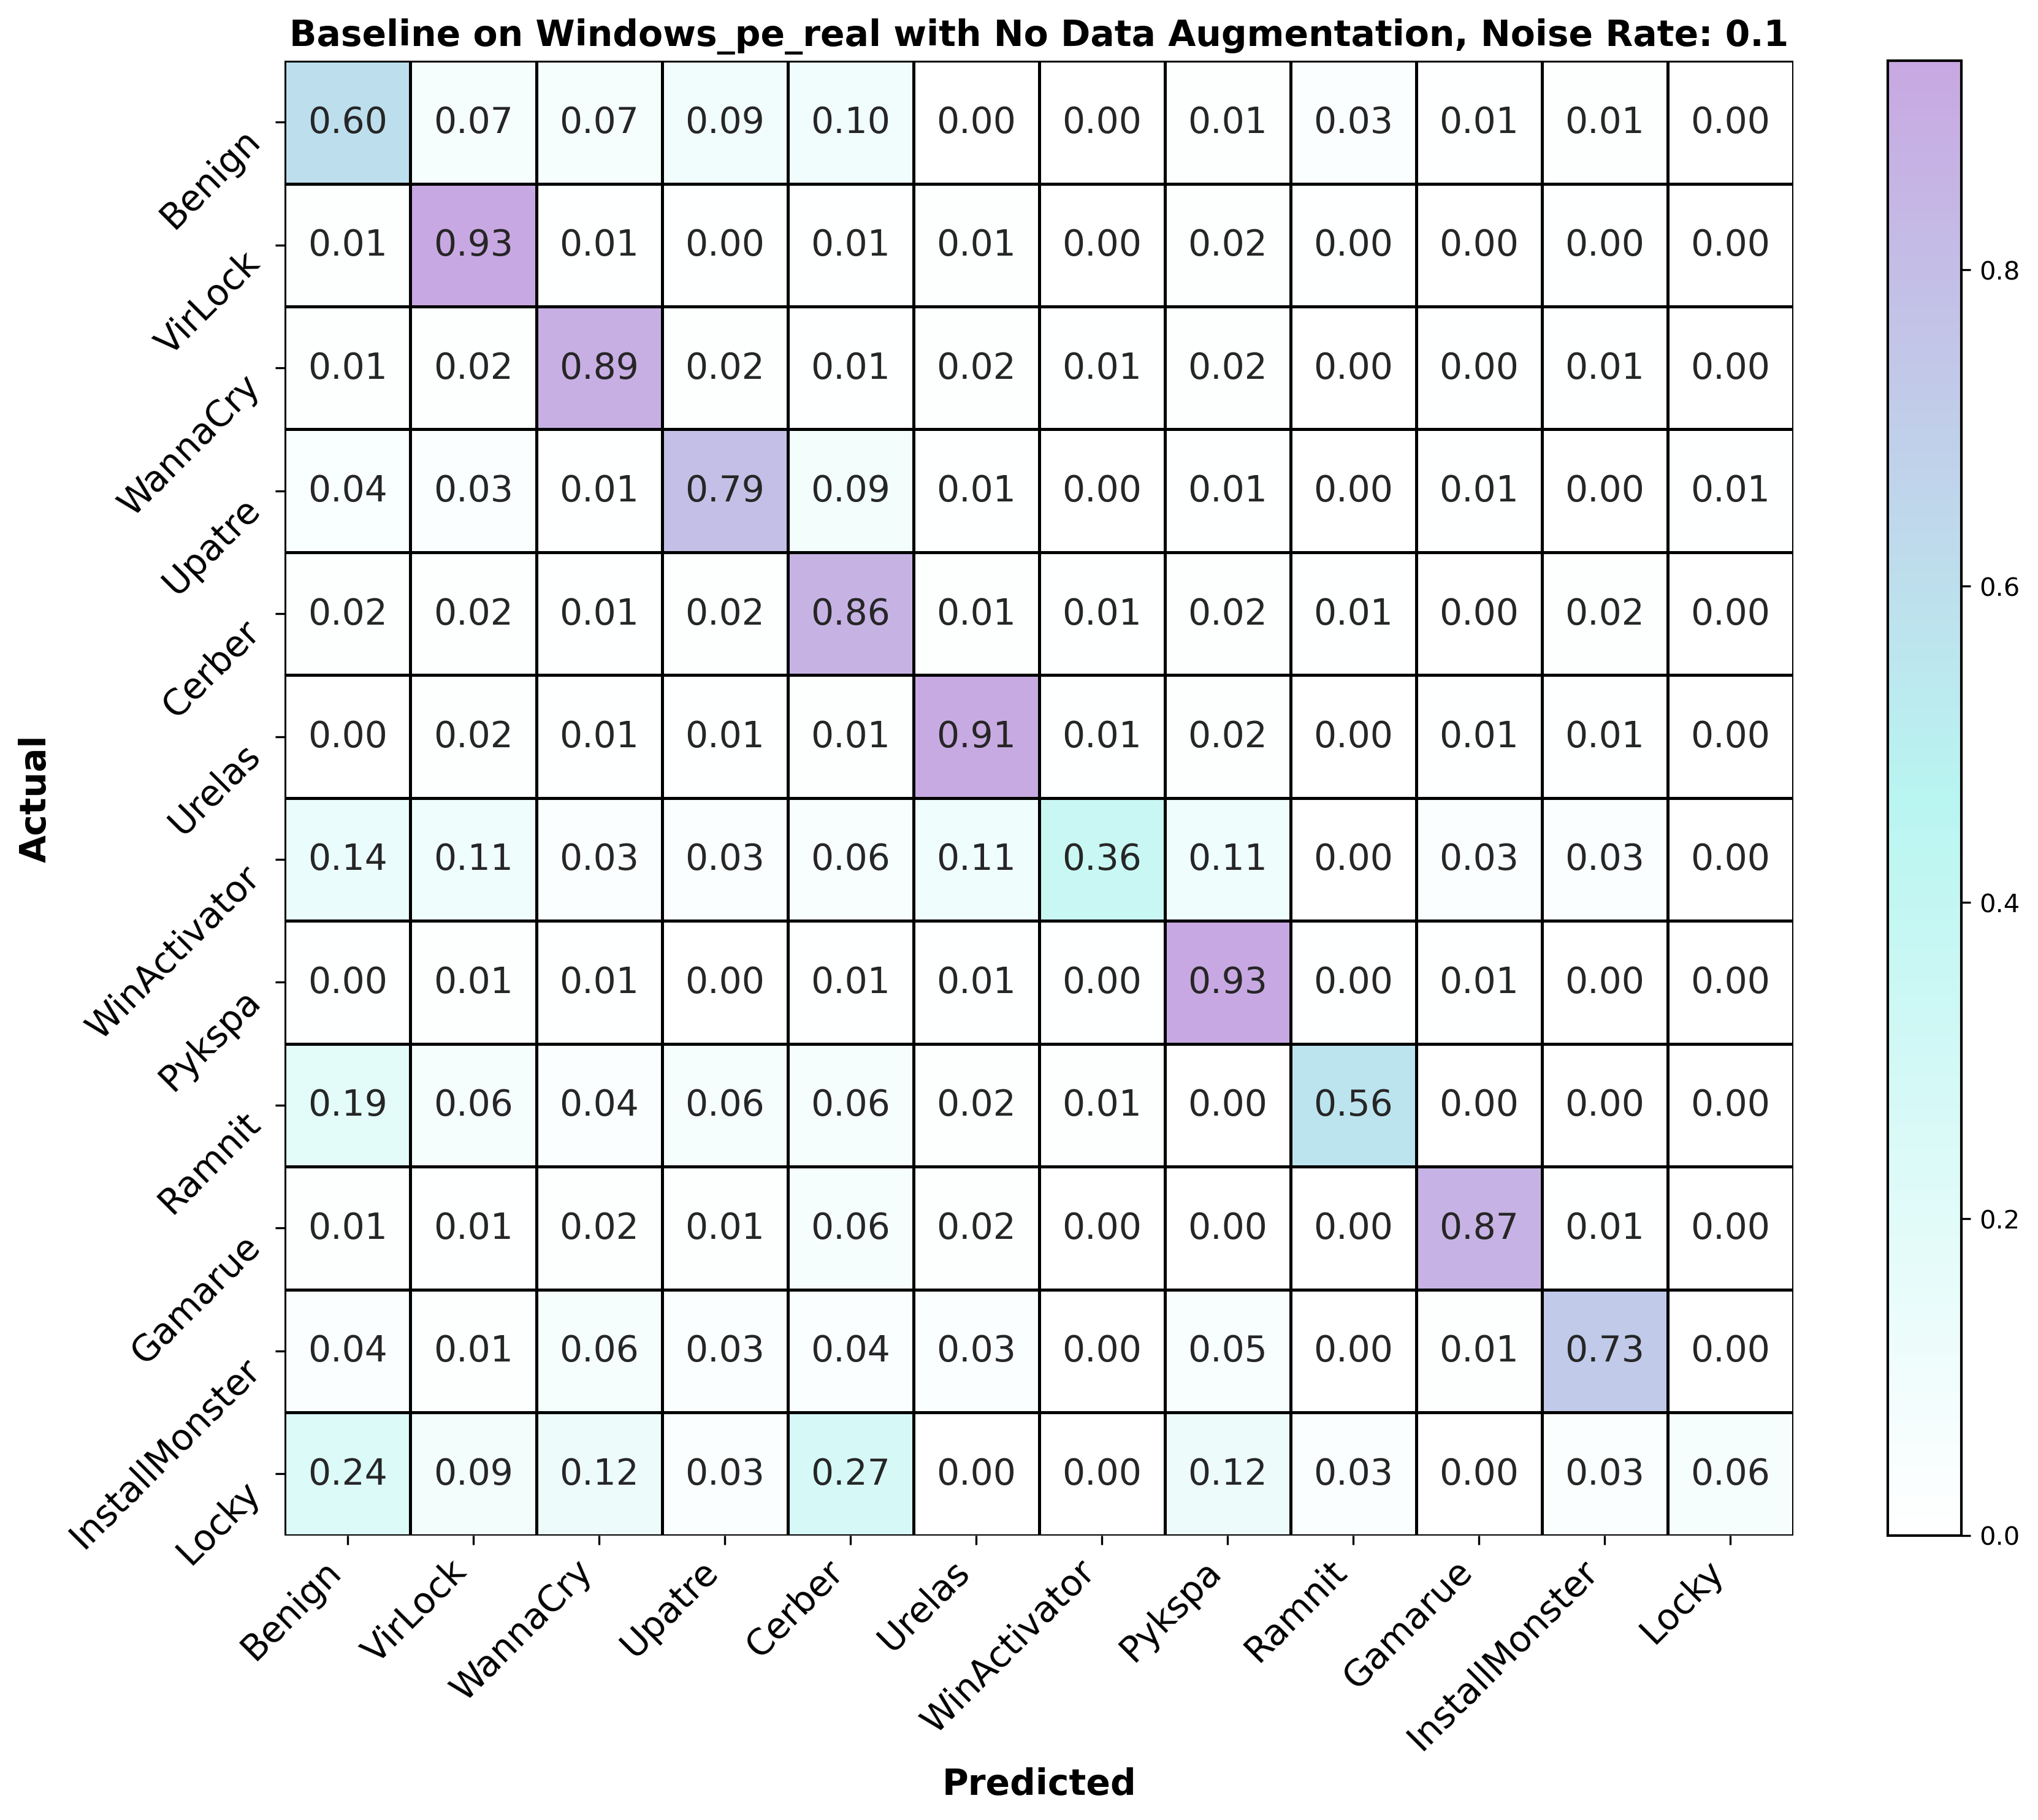 Baseline on Windows_pe_real with No Data Augmentation, Noise Rate: 0.1
Benign 0.60 0.07 0.07 0.09 0.10 0.00 0.00 0.01 0.03 0.01 0.01 0.00
VirLock 0.01 0.93 0.01 0.00 0.01 0.01 0.00 0.02 0.00 0.00 0.00 0.00
WannaCry 0.01 0.02 0.89 0.02 0.01 0.02 0.01 0.02 0.00 0.00 0.01 0.00
Upatre 0.04 0.03 0.01 0.79 0.09 0.01 0.00 0.01 0.00 0.01 0.00 0.01
Cerber 0.02 0.02 0.01 0.02 0.86 0.01 0.01 0.02 0.01 0.00 0.02 0.00
Urelas 0.00 0.02 0.01 0.01 0.01 0.91 0.01 0.02 0.00 0.01 0.01 0.00
WinActivator 0.14 0.11 0.03 0.03 0.06 0.11 0.36 0.11 0.00 0.03 0.03 0.00
Pykspa 0.00 0.01 0.01 0.00 0.01 0.01 0.00 0.93 0.00 0.01 0.00 0.00
Ramnit 0.19 0.06 0.04 0.06 0.06 0.02 0.01 0.00 0.56 0.00 0.00 0.00
Gamarue 0.01 0.01 0.02 0.01 0.06 0.02 0.00 0.00 0.00 0.87 0.01 0.00
InstallMonster 0.04 0.01 0.06 0.03 0.04 0.03 0.00 0.05 0.00 0.01 0.73 0.00
Locky 0.24 0.09 0.12 0.03 0.27 0.00 0.00 0.12 0.03 0.00 0.03 0.06
Benign VirLock WannaCry Upatre Cerber Urelas WinActivator Pykspa Ramnit Gamarue InstallMonster Locky
Predicted
Actual
0.8
0.6
0.4
0.2
0.0